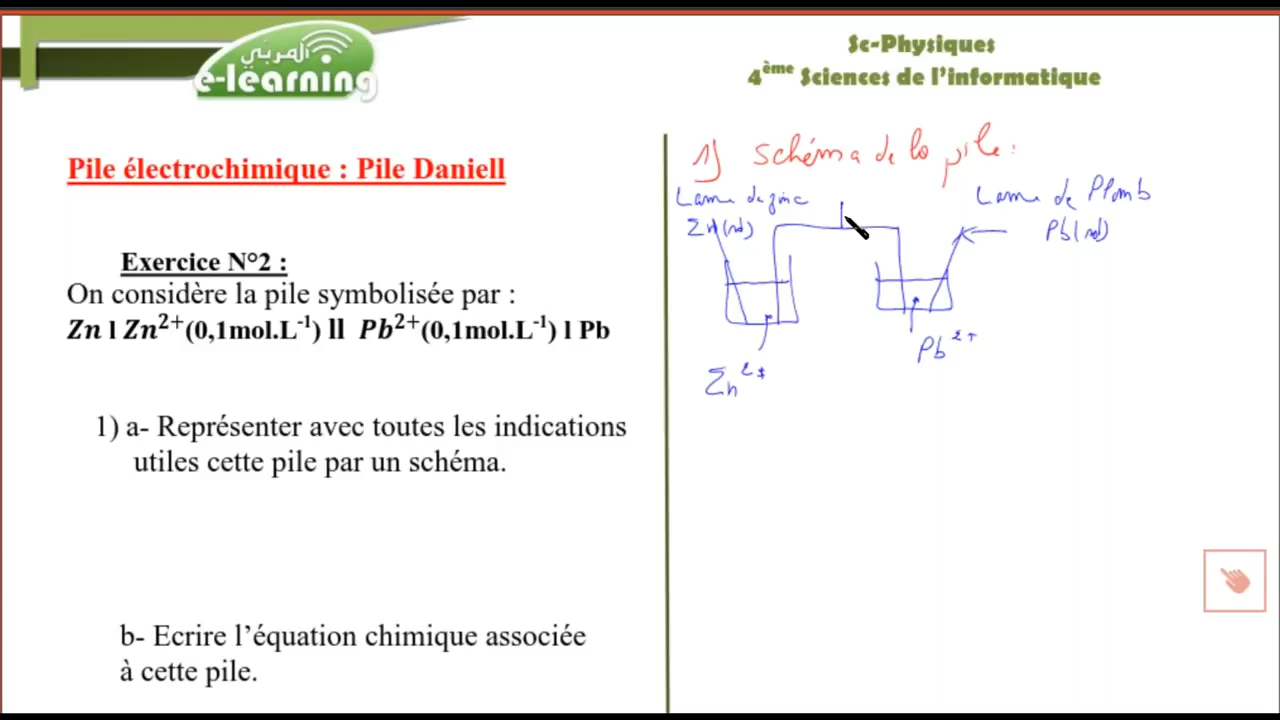 المربي
e-learning
Sc-Physiques
4ème Sciences de l'informatique
Pile électrochimique : Pile Daniell
Exercice N°2 :
On considère la pile symbolisée par :
Zn l Zn²⁺(0,1mol.L⁻¹) ll Pb²⁺(0,1mol.L⁻¹) l Pb
1) a- Représenter avec toutes les indications
utiles cette pile par un schéma.
b- Ecrire l'équation chimique associée
à cette pile.
1) Schéma de la pile :
Lame de zinc
Zn
Lame de Plomb
Pb
Zn²⁺
Pb²⁺